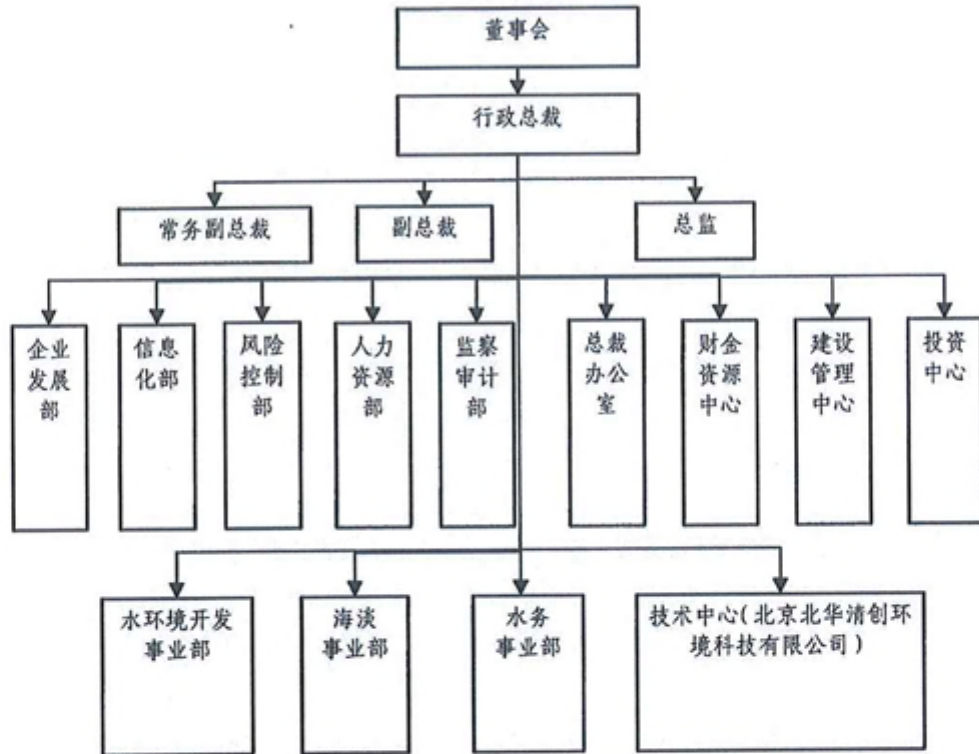 董事会
行政总裁
常务副总裁
副总裁
总监
企业
发展
部
信息
化部
风险
控制
部
人力
资源
部
监察
审计
部
总裁
办公
室
财金
资源
中心
建设
管理
中心
投资
中心
水环境开发
事业部
海淡
事业部
水务
事业部
技术中心(北京北华清创环
境科技有限公司)